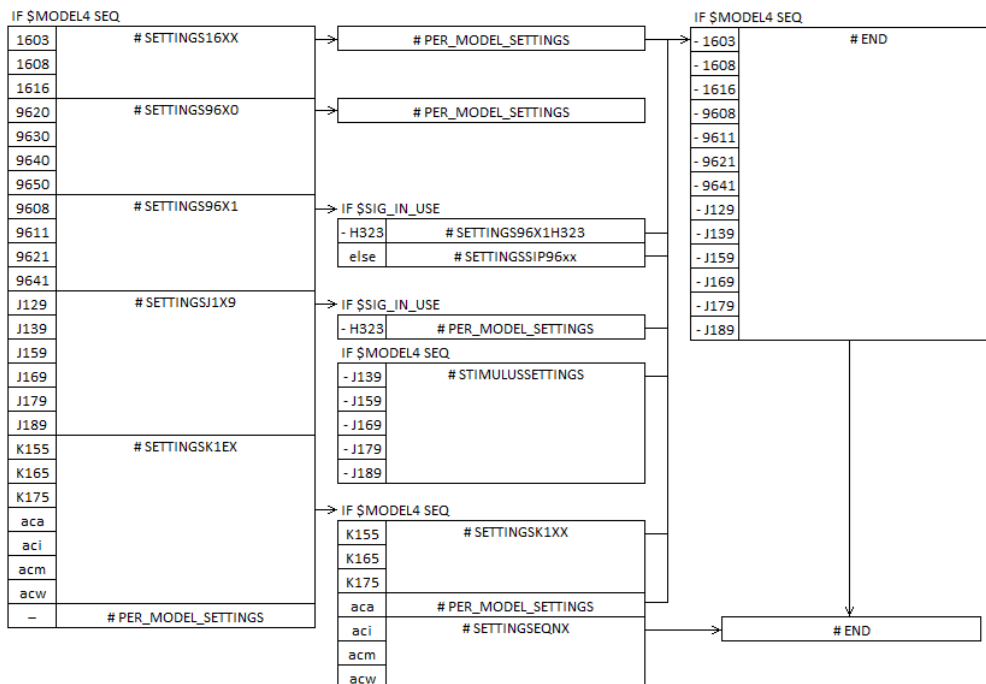 IF $MODEL4 SEQ
1603 # SETTINGS16XX
1608
1616
9620 # SETTINGS96X0
9630
9640
9650
9608 # SETTINGS96X1
9611
9621
9641
J129 # SETTINGSJ1X9
J139
J159
J169
J179
J189
K155 # SETTINGSK1EX
K165
K175
aca
aci
acm
acw
– # PER_MODEL_SETTINGS
# PER_MODEL_SETTINGS
# PER_MODEL_SETTINGS
IF $SIG_IN_USE
- H323 # SETTINGS96X1H323
else # SETTINGSSIP96xx
IF $SIG_IN_USE
- H323 # PER_MODEL_SETTINGS
IF $MODEL4 SEQ
- J139 # STIMULUSSETTINGS
- J159
- J169
- J179
- J189
IF $MODEL4 SEQ
K155 # SETTINGSK1XX
K165
K175
aca # PER_MODEL_SETTINGS
aci # SETTINGSEQNX
acm
acw
IF $MODEL4 SEQ
- 1603 # END
- 1608
- 1616
- 9608
- 9611
- 9621
- 9641
- J129
- J139
- J159
- J169
- J179
- J189
# END